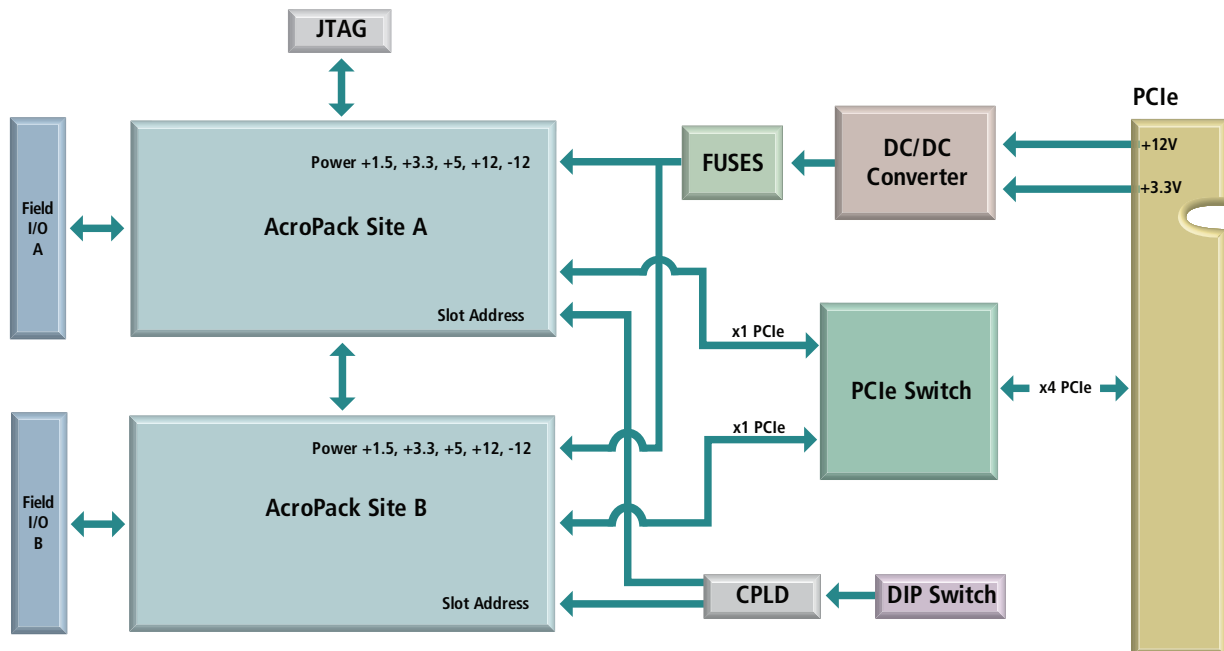 JTAG
PCIe
Power +1.5, +3.3, +5, +12, -12
FUSES
DC/DC
Converter
+12V
+3.3V
Field
I/O
A
AcroPack Site A
Slot Address
x1 PCIe
PCIe Switch
x4 PCIe
x1 PCIe
Power +1.5, +3.3, +5, +12, -12
Field
I/O
B
AcroPack Site B
Slot Address
CPLD
DIP Switch